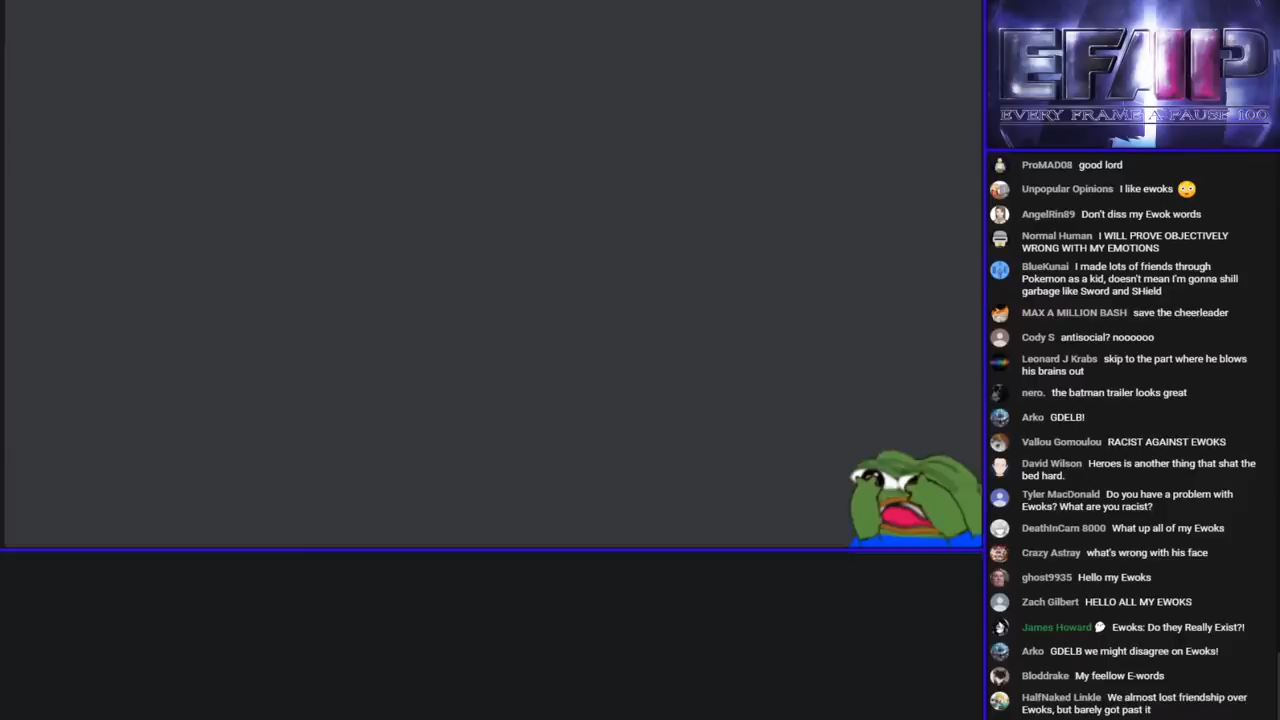 EFAP
EVERY FRAME A PAUSE 100
ProMAD08 good lord
Unpopular Opinions I like ewoks 😳
AngelRin89 Don't diss my Ewok words
Normal Human I WILL PROVE OBJECTIVELY
WRONG WITH MY EMOTIONS
BlueKunai I made lots of friends through
Pokemon as a kid, doesn't mean I'm gonna shill
garbage like Sword and SHield
MAX A MILLION BASH save the cheerleader
Cody S antisocial? noooooo
Leonard J Krabs skip to the part where he blows
his brains out
nero. the batman trailer looks great
Arko GDELB!
Vallou Gomoulou RACIST AGAINST EWOKS
David Wilson Heroes is another thing that shat the
bed hard.
Tyler MacDonald Do you have a problem with
Ewoks? What are you racist?
DeathInCam 8000 What up all of my Ewoks
Crazy Astray what's wrong with his face
ghost9935 Hello my Ewoks
Zach Gilbert HELLO ALL MY EWOKS
James Howard Ewoks: Do they Really Exist?!
Arko GDELB we might disagree on Ewoks!
Bloddrake My feellow E-words
HalfNaked Linkle We almost lost friendship over
Ewoks, but barely got past it